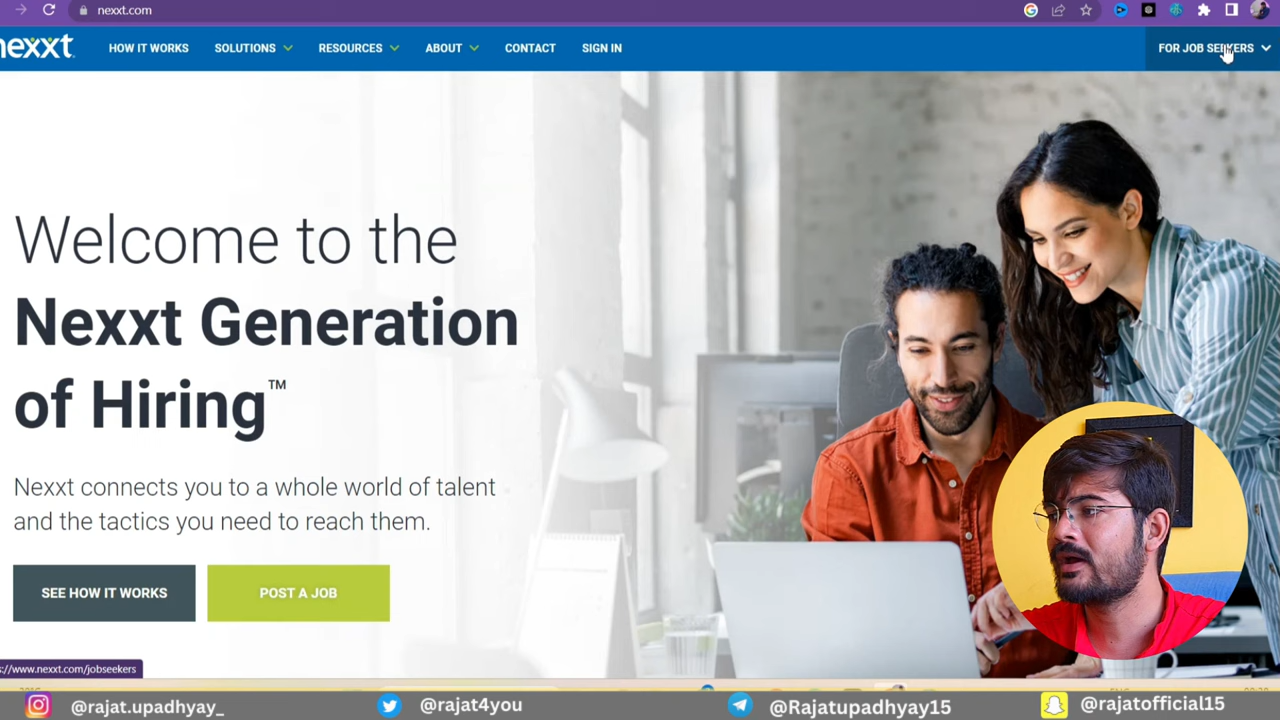 nexxt.com
nexxt
HOW IT WORKS
SOLUTIONS
RESOURCES
ABOUT
CONTACT
SIGN IN
FOR JOB SEEKERS
Welcome to the
Nexxt Generation
of Hiring™
Nexxt connects you to a whole world of talent
and the tactics you need to reach them.
SEE HOW IT WORKS
POST A JOB
s://www.nexxt.com/jobseekers
@rajat.upadhyay_
@rajat4you
@Rajatupadhyay15
@rajatofficial15